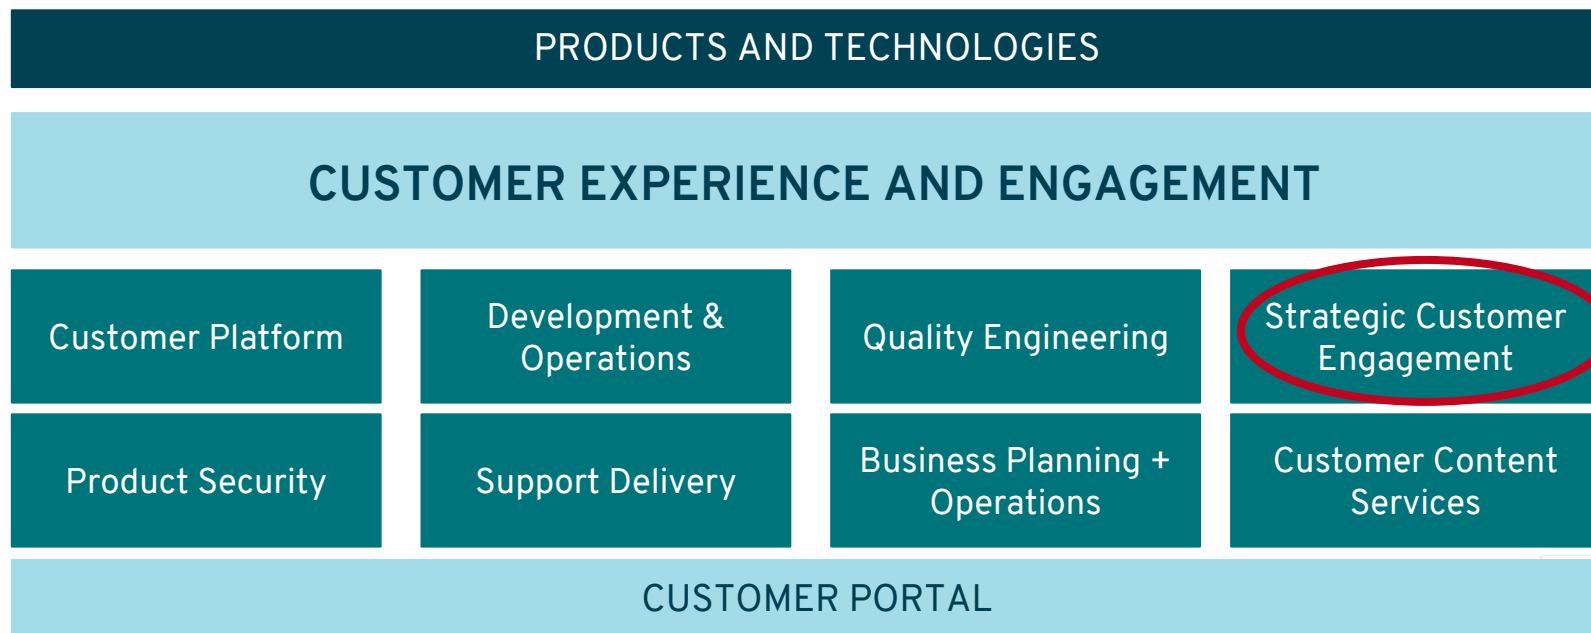 PRODUCTS AND TECHNOLOGIES
CUSTOMER EXPERIENCE AND ENGAGEMENT
Customer Platform
Development &
Operations
Quality Engineering
Strategic Customer
Engagement
Product Security
Support Delivery
Business Planning +
Operations
Customer Content
Services
CUSTOMER PORTAL